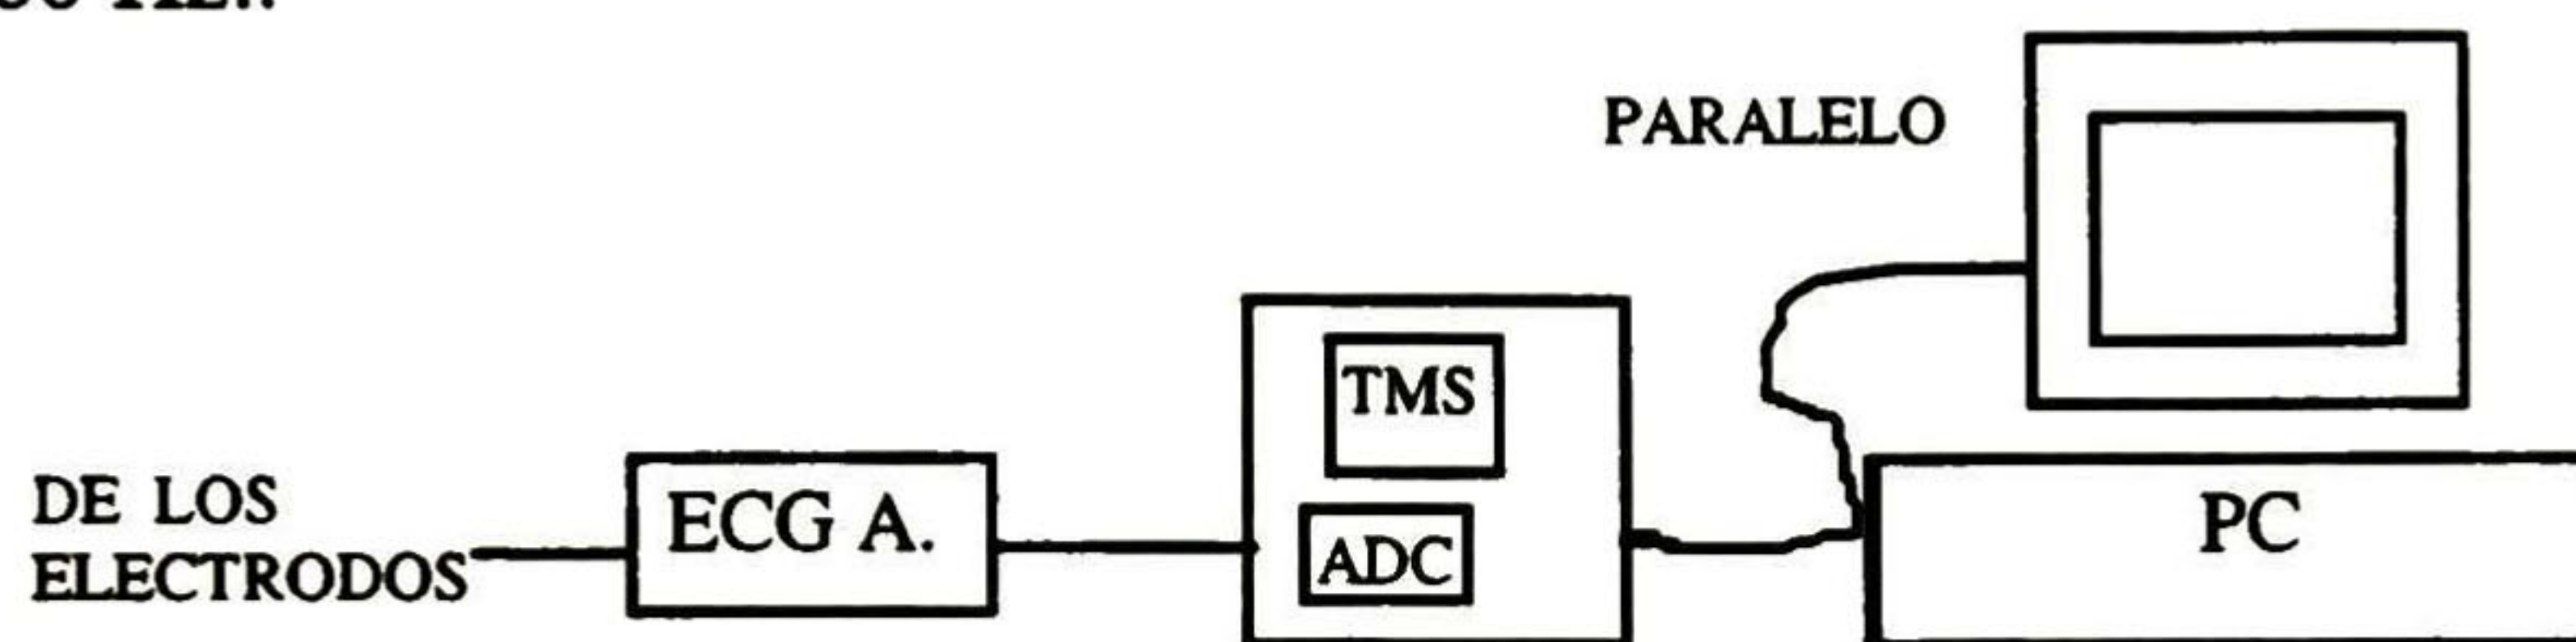 PARALELO
TMS
DE LOS
ELECTRODOS
ECG A.
ADC
PC